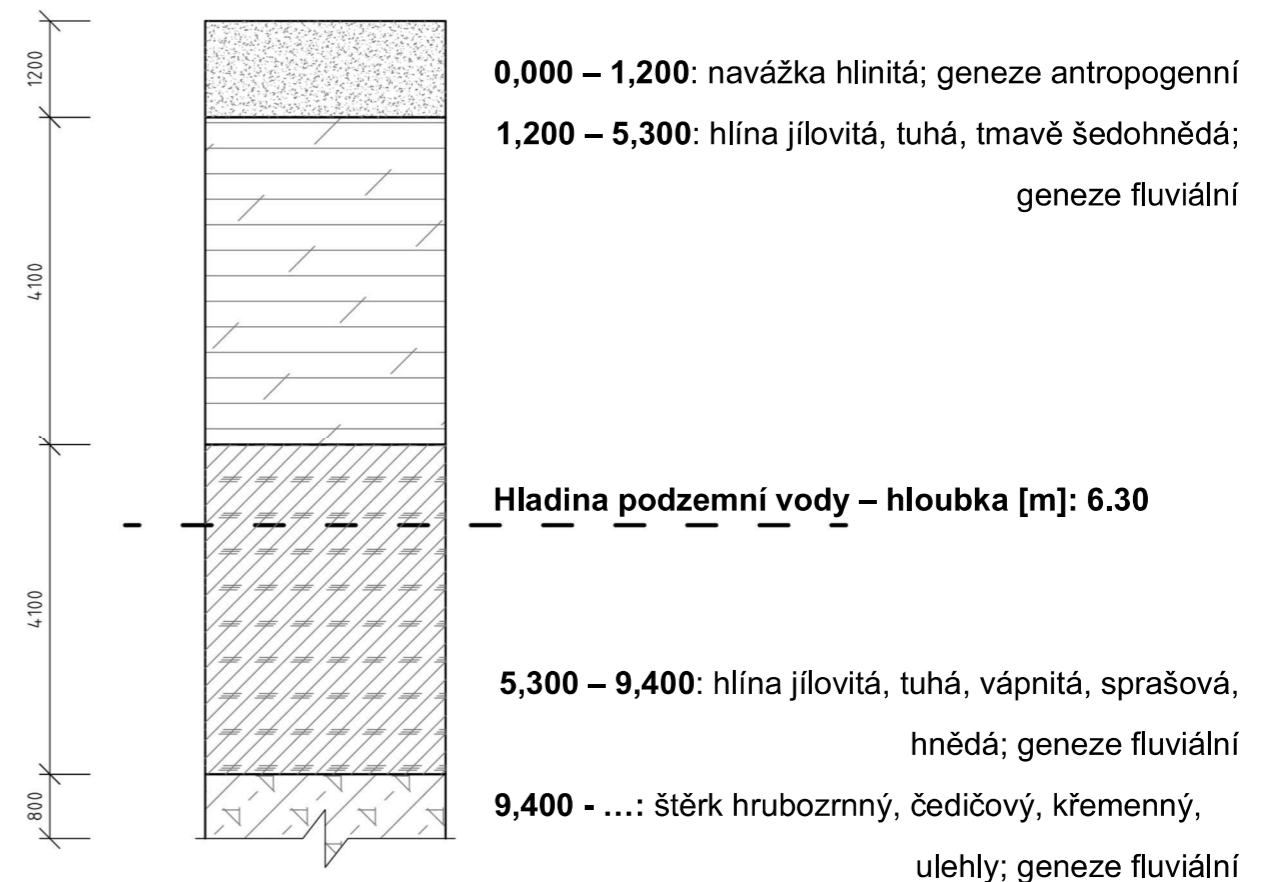 1200
0,000 – 1,200: navážka hlinitá; geneze antropogenní
1,200 – 5,300: hlína jílovitá, tuhá, tmavě šedohnědá;
geneze fluviální
4100
Hladina podzemní vody – hloubka [m]: 6.30
4100
5,300 – 9,400: hlína jílovitá, tuhá, vápnitá, sprašová,
hnědá; geneze fluviální
800
9,400 - …: štěrk hrubozrnný, čedičový, křemenný,
ulehly; geneze fluviální